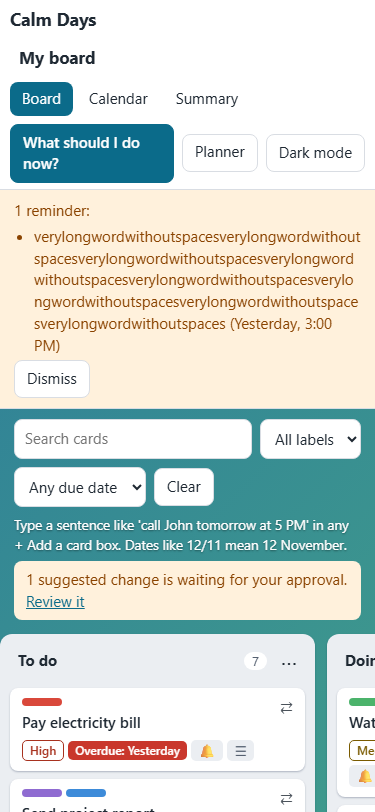 Calm Days
My board
Board Calendar Summary
What should I do now? Planner Dark mode
1 reminder:
• verylongwordwithoutspacesverylongwordwithout
spacesverylongwordwithoutspacesverylongword
withoutspacesverylongwordwithoutspacesverylo
ngwordwithoutspacesverylongwordwithoutspace
sverylongwordwithoutspaces (Yesterday, 3:00
PM)
Dismiss
Search cards All labels
Any due date Clear
Type a sentence like 'call John tomorrow at 5 PM' in any
+ Add a card box. Dates like 12/11 mean 12 November.
1 suggested change is waiting for your approval.
Review it
To do 7 ...
Pay electricity bill
High Overdue: Yesterday
Send project report